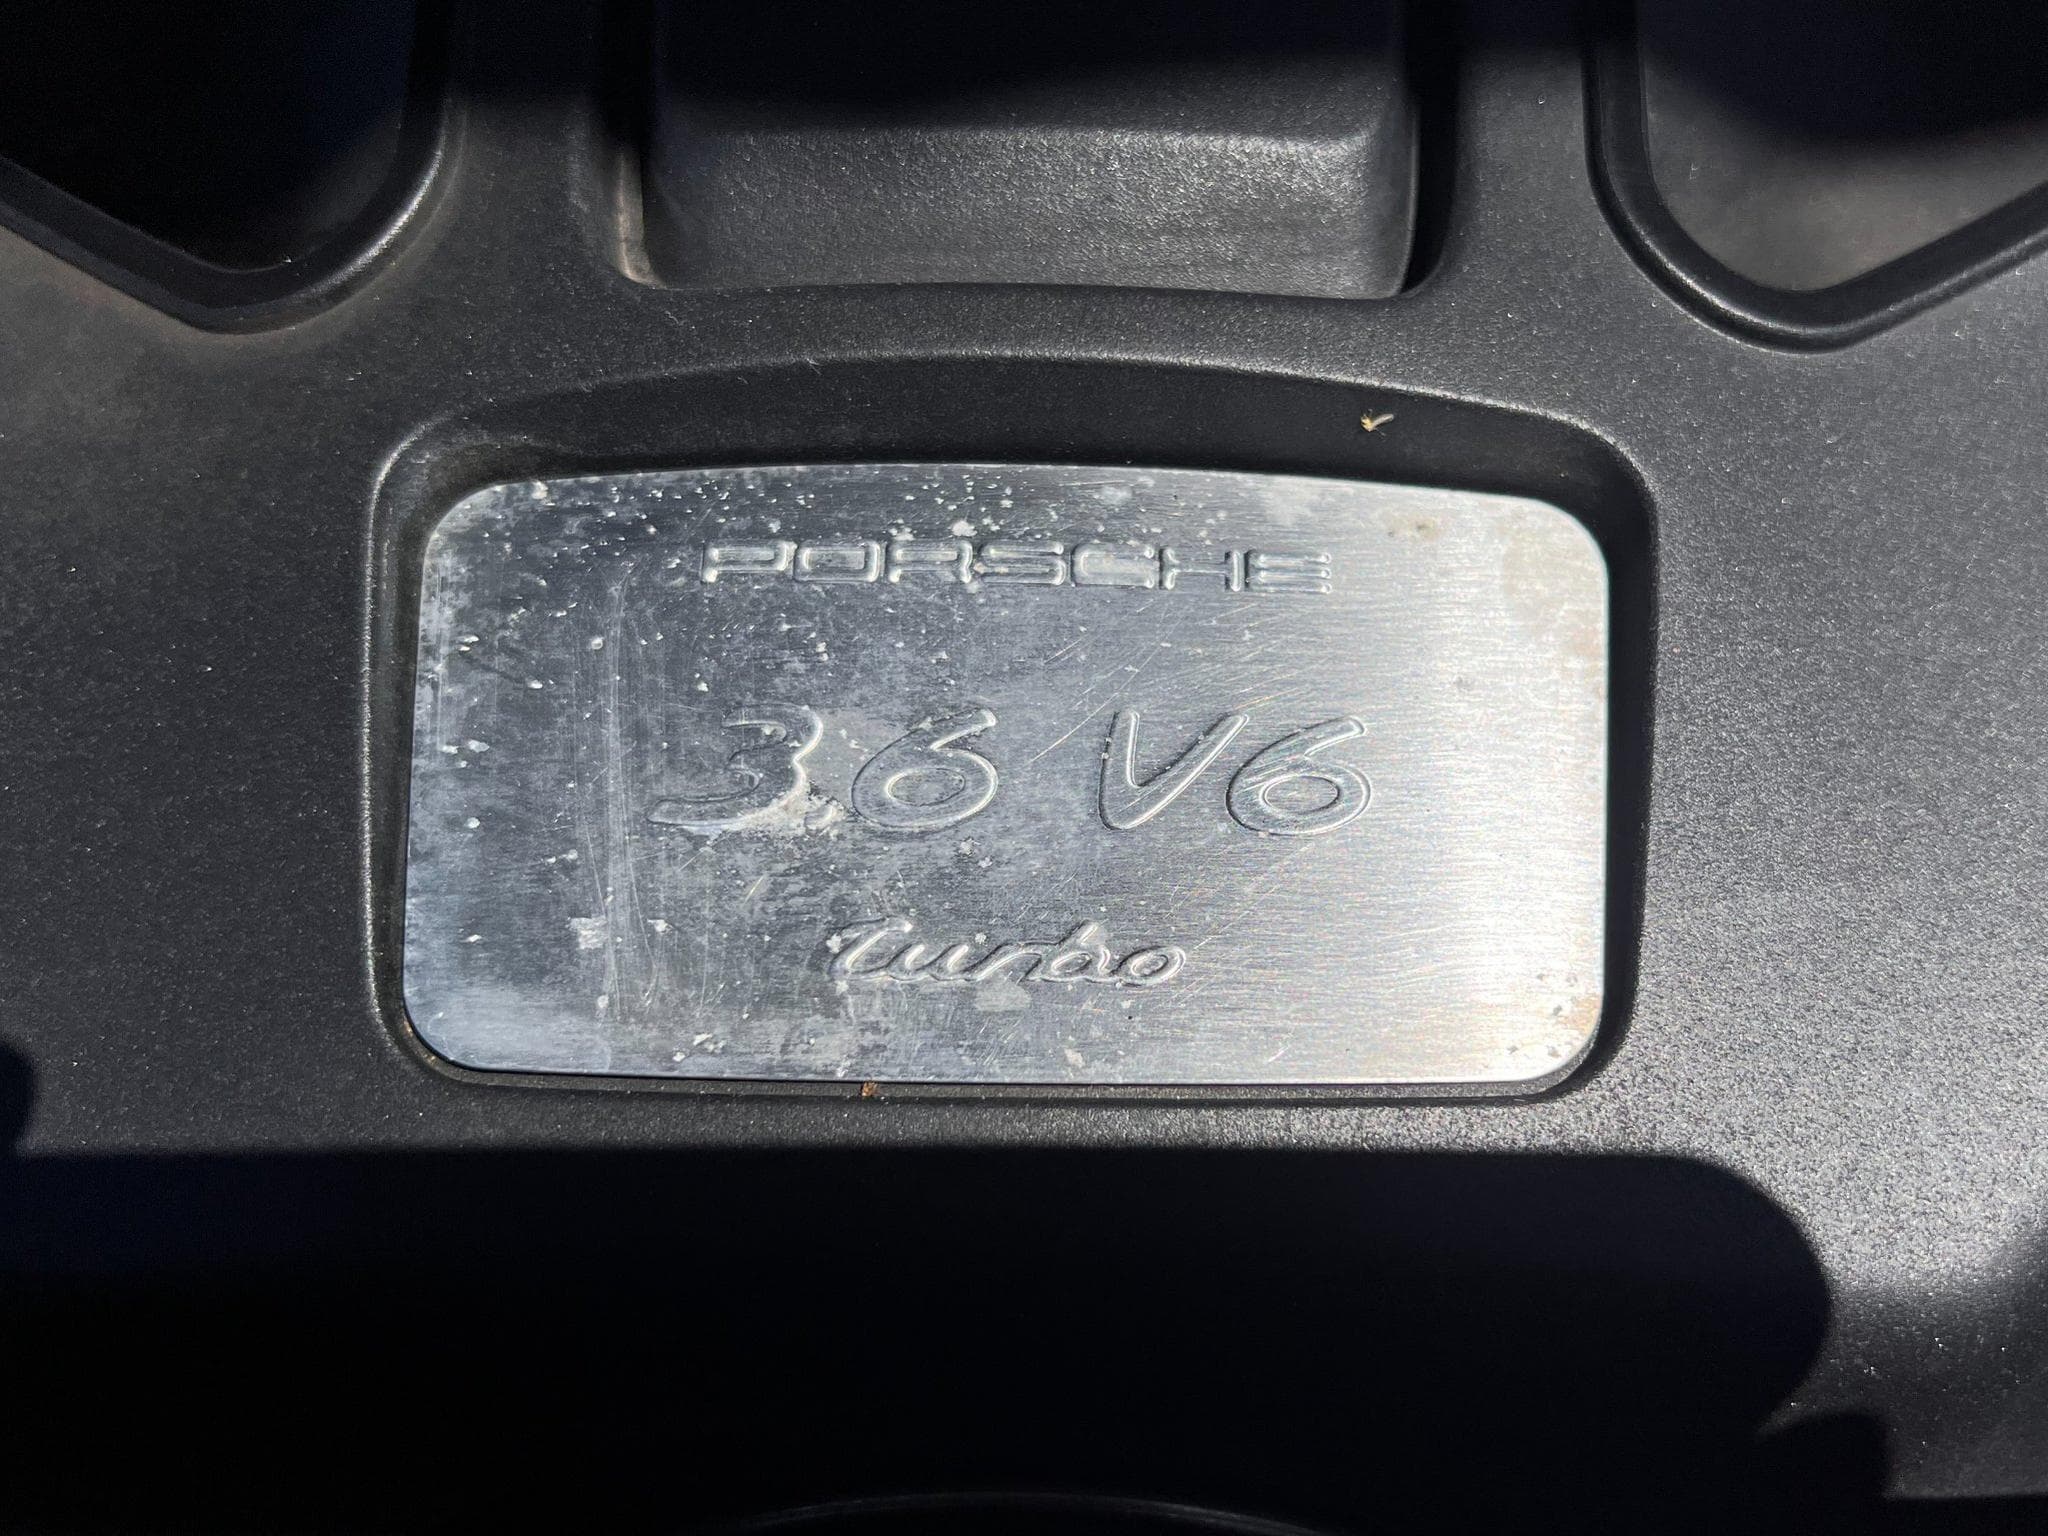 PORSCHE
3.6 V6
turbo